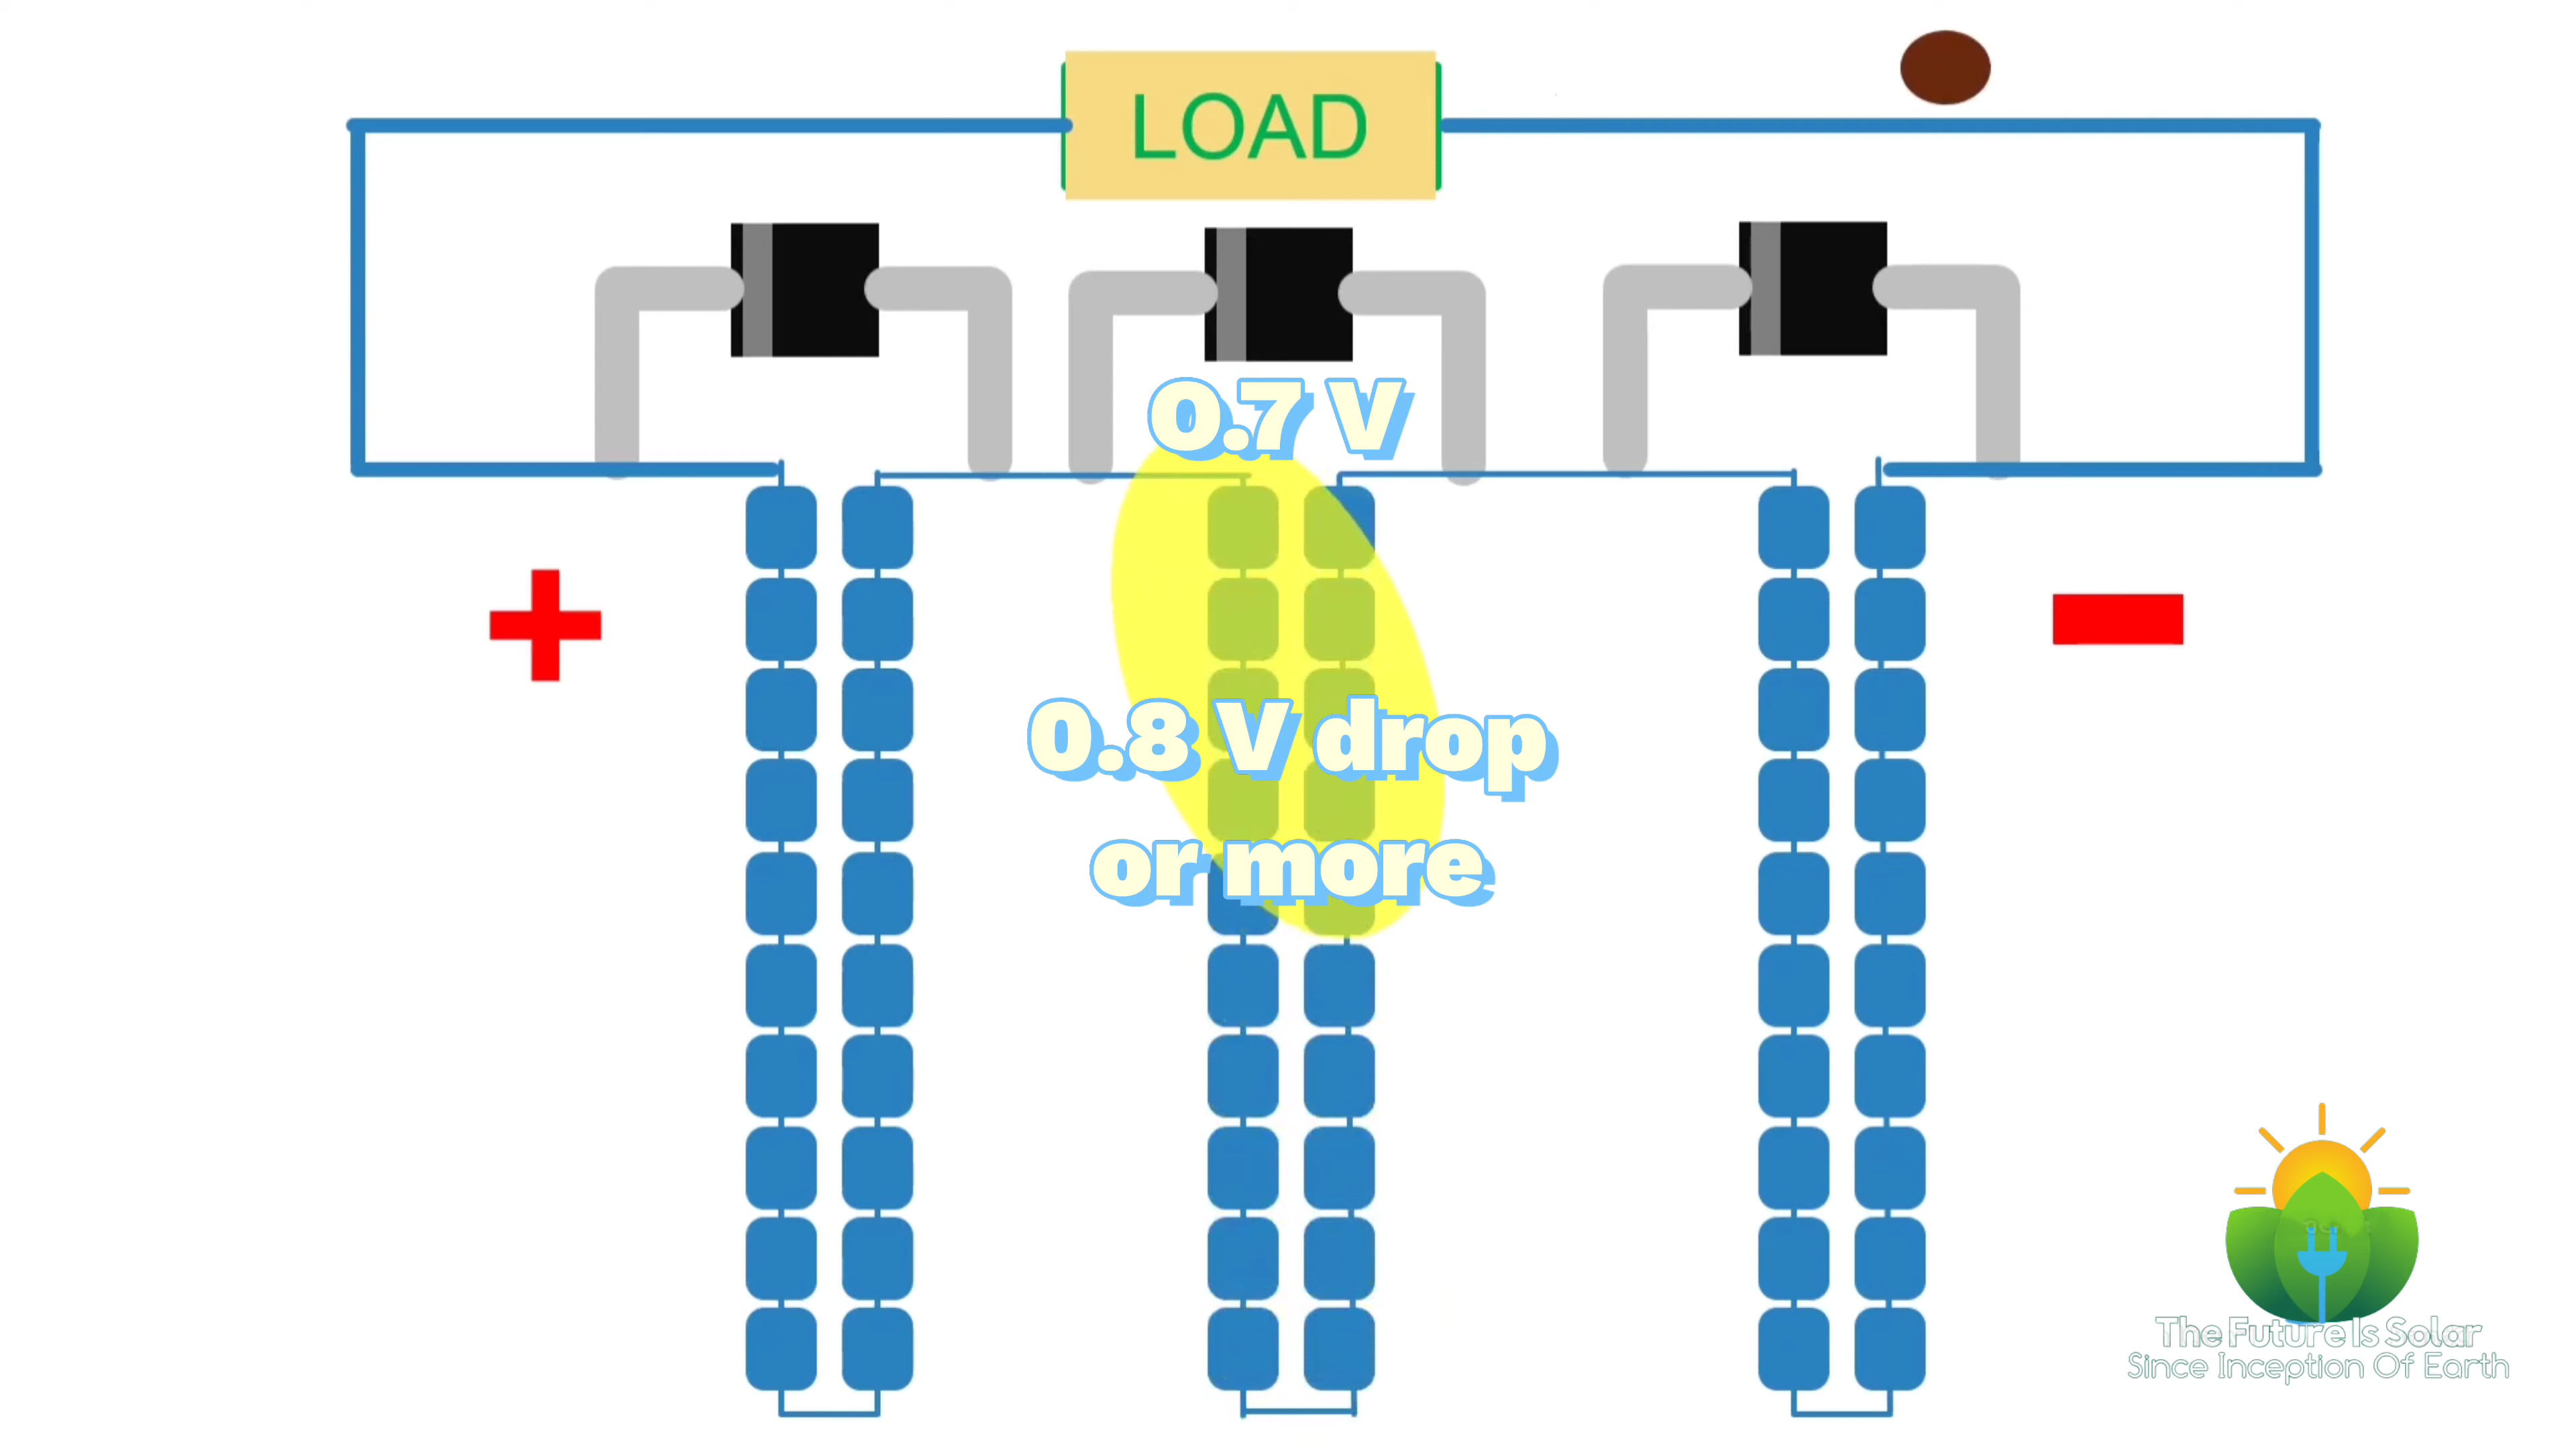 LOAD
0.7 V
0.8 V drop
or more
The Future Is Solar
Since Inception Of Earth